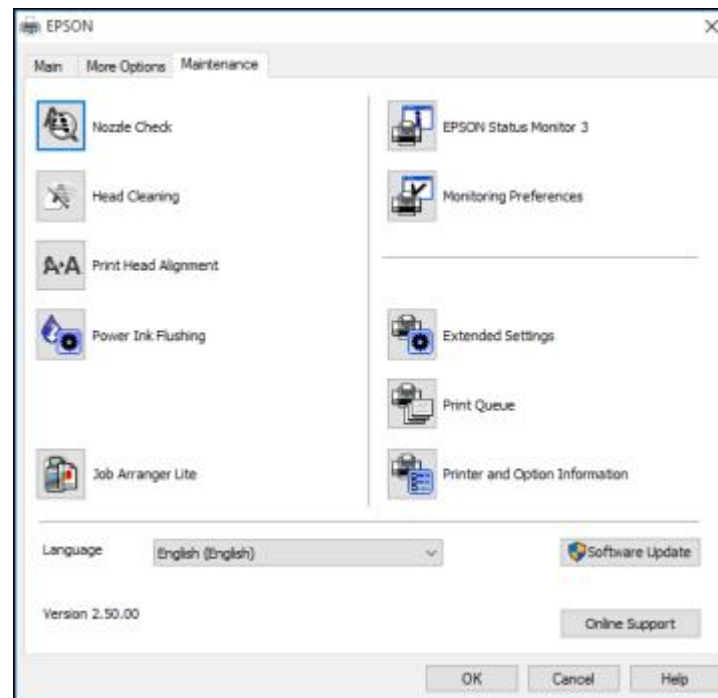 EPSON
Main
More Options
Maintenance
Nozzle Check
Head Cleaning
A·A Print Head Alignment
Power Ink Flushing
Job Arranger Lite
EPSON Status Monitor 3
Monitoring Preferences
Extended Settings
Print Queue
Printer and Option Information
Language
English (English)
Software Update
Version 2.50.00
Online Support
OK
Cancel
Help